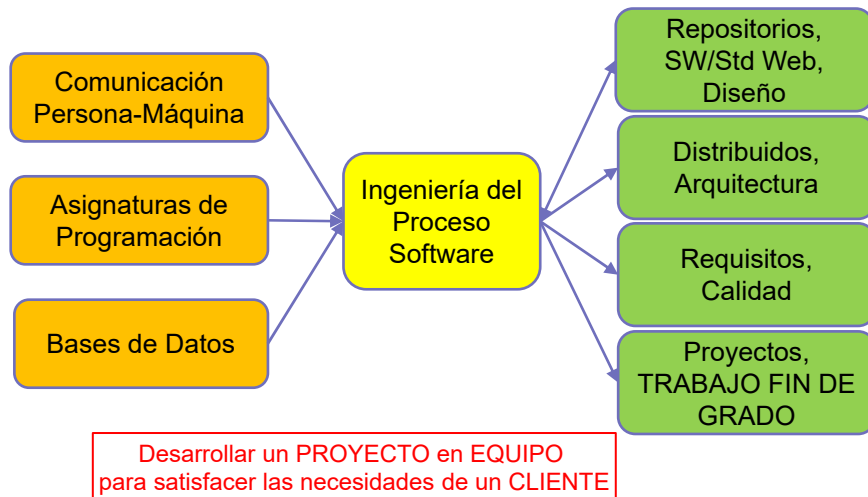 Comunicación
Persona-Máquina
Asignaturas de
Programación
Bases de Datos
Ingeniería del
Proceso
Software
Repositorios,
SW/Std Web,
Diseño
Distribuidos,
Arquitectura
Requisitos,
Calidad
Proyectos,
TRABAJO FIN DE
GRADO
Desarrollar un PROYECTO en EQUIPO
para satisfacer las necesidades de un CLIENTE